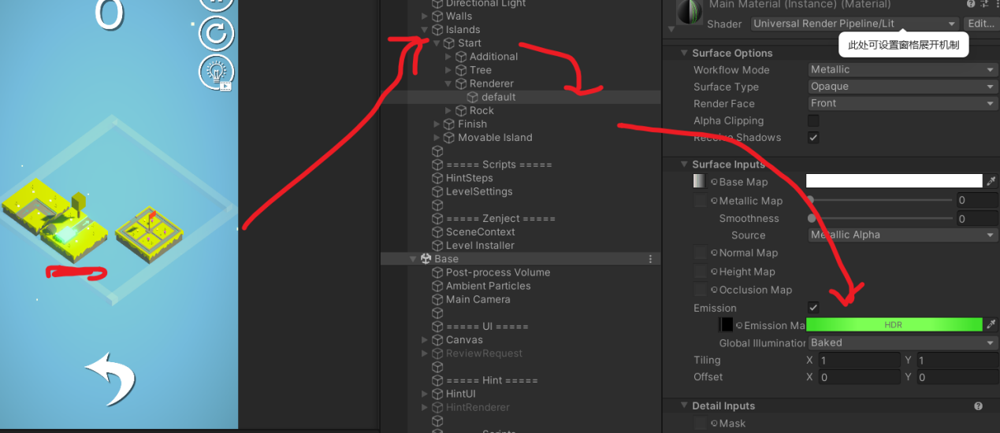 0
Directional Light
Walls
Islands
Start
Additional
Tree
Renderer
default
Rock
Finish
Movable Island
===== Scripts =====
HintSteps
LevelSettings
===== Zenject =====
SceneContext
Level Installer
Base
Post-process Volume
Ambient Particles
Main Camera
===== UI =====
Canvas
ReviewRequest
===== Hint =====
HintUI
HintRenderer
Main Material (Instance) (Material)
Shader Universal Render Pipeline/Lit Edit...
此处可设置窗格展开机制
Surface Options
Workflow Mode Metallic
Surface Type Opaque
Render Face Front
Alpha Clipping
Receive Shadows
Surface Inputs
Base Map
Metallic Map 0
Smoothness 0
Source Metallic Alpha
Normal Map
Height Map
Occlusion Map
Emission
Emission Ma HDR
Global Illumination Baked
Tiling X 1 Y 1
Offset X 0 Y 0
Detail Inputs
Mask